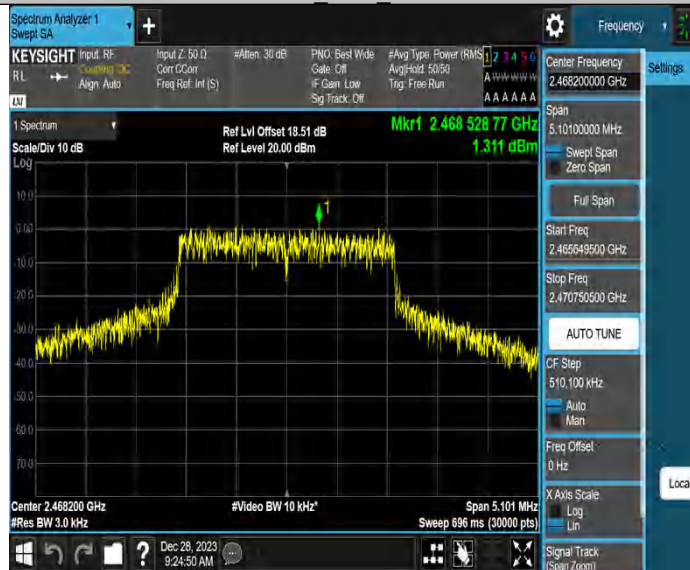 Spectrum Analyzer 1
Swept SA
Frequency
KEYSIGHT
Input: RF
Coupling: DC
Align: Auto
Input Z: 50 Ω
Corr CCorr
Freq Ref: Int (S)
#Atten: 30 dB
PNO: Best Wide
Gate: Off
IF Gain: Low
Sig Track: Off
#Avg Type: Power (RMS)
Avg|Hold: 50/50
Trig: Free Run
1 2 3 4 5 6
A W W W W W
A A A A A A
RL
LXI
1 Spectrum
Scale/Div 10 dB
Ref Lvl Offset 18.51 dB
Ref Level 20.00 dBm
Mkr1 2.468 528 77 GHz
1.311 dBm
Log
10.0
0.00
-10.0
-20.0
-30.0
-40.0
-50.0
-60.0
-70.0
1
Center 2.468200 GHz
#Res BW 3.0 kHz
#Video BW 10 kHz*
Span 5.101 MHz
Sweep 696 ms (30000 pts)
Dec 28, 2023
9:24:50 AM
Center Frequency
2.468200000 GHz
Settings
Span
5.10100000 MHz
Swept Span
Zero Span
Full Span
Start Freq
2.465649500 GHz
Stop Freq
2.470750500 GHz
AUTO TUNE
CF Step
510.100 kHz
Auto
Man
Freq Offset
0 Hz
X Axis Scale
Log
Lin
Loca
Signal Track
(Span Zoom)